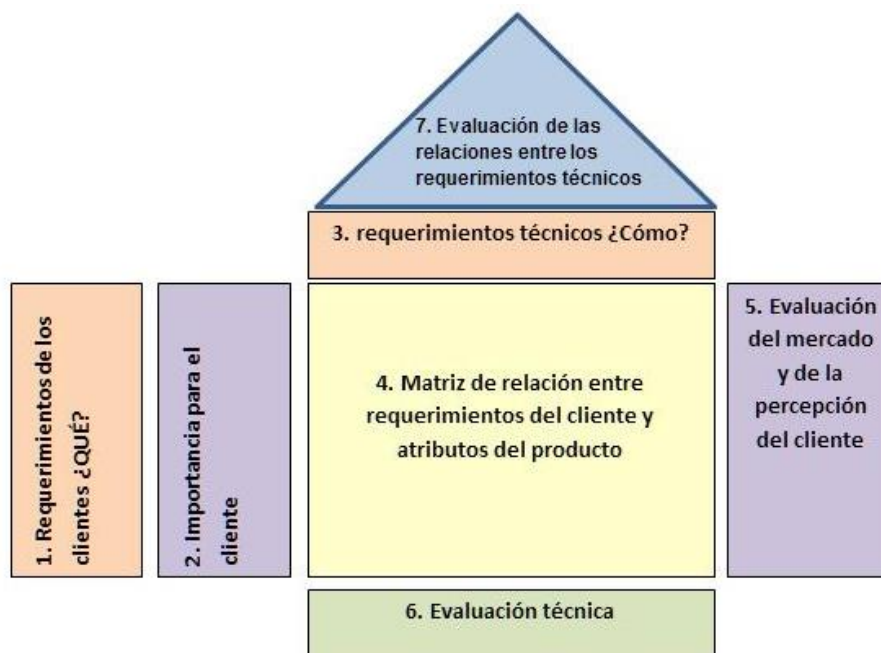 7. Evaluación de las
relaciones entre los
requerimientos técnicos
3. requerimientos técnicos ¿Cómo?
1. Requerimientos de los
clientes ¿QUÉ?
2. Importancia para el
cliente
4. Matriz de relación entre
requerimientos del cliente y
atributos del producto
5. Evaluación
del mercado
y de la
percepción
del cliente
6. Evaluación técnica